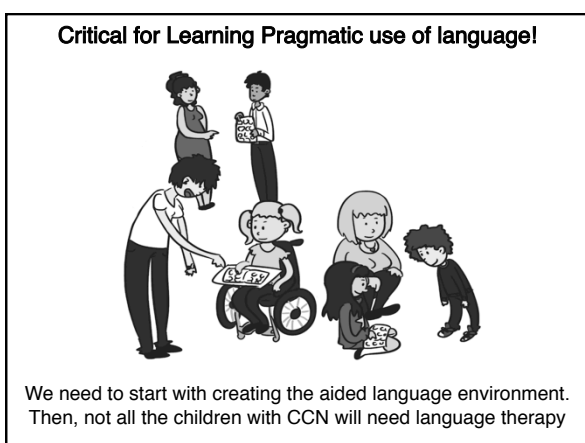 Critical for Learning Pragmatic use of language!
We need to start with creating the aided language environment.
Then, not all the children with CCN will need language therapy